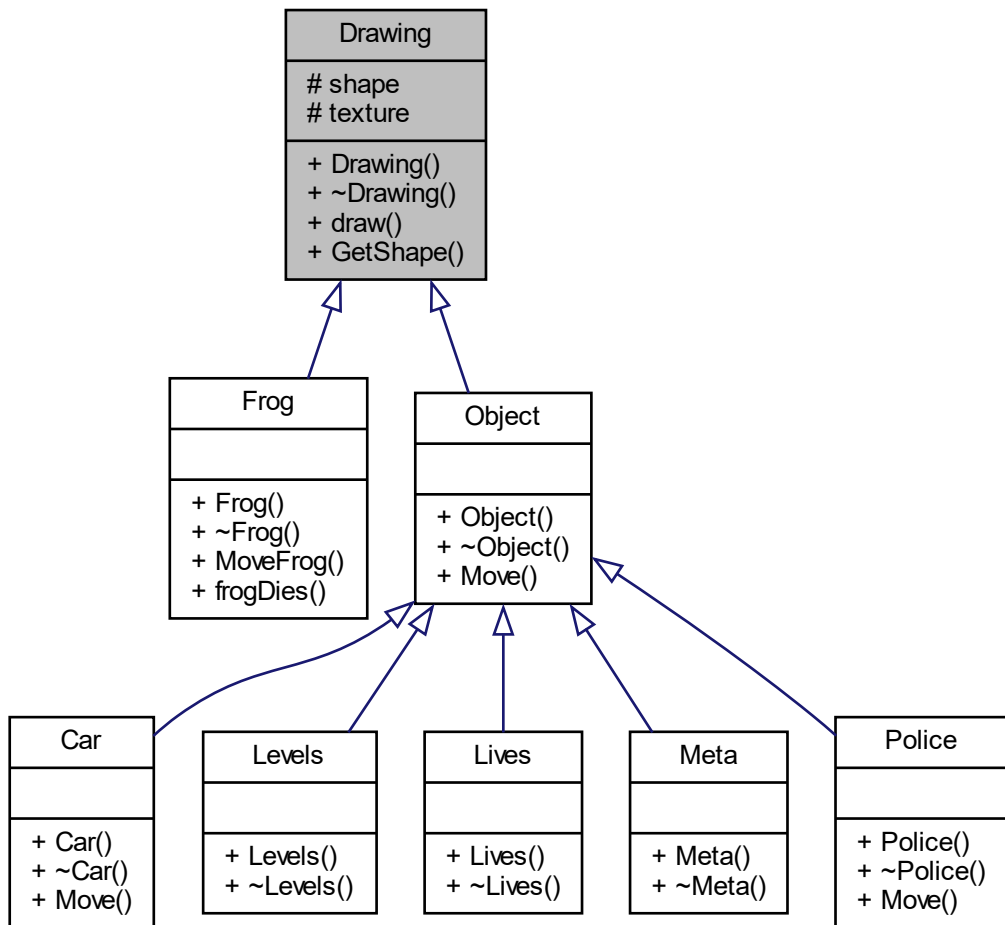 Drawing
# shape
# texture
+ Drawing()
+ ~Drawing()
+ draw()
+ GetShape()
Frog
+ Frog()
+ ~Frog()
+ MoveFrog()
+ frogDies()
Object
+ Object()
+ ~Object()
+ Move()
Car
+ Car()
+ ~Car()
+ Move()
Levels
+ Levels()
+ ~Levels()
Lives
+ Lives()
+ ~Lives()
Meta
+ Meta()
+ ~Meta()
Police
+ Police()
+ ~Police()
+ Move()